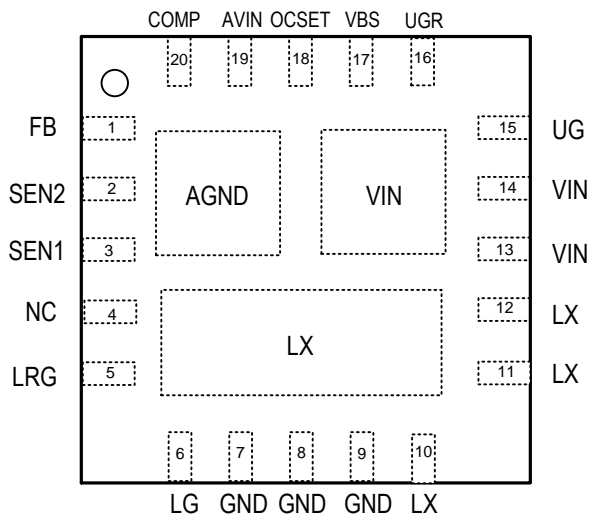 COMP AVIN OCSET VBS UGR
20 19 18 17 16
FB 1 15 UG
SEN2 2 AGND VIN 14 VIN
SEN1 3 13 VIN
NC 4 12 LX
LX
LRG 5 11 LX
6 7 8 9 10
LG GND GND GND LX